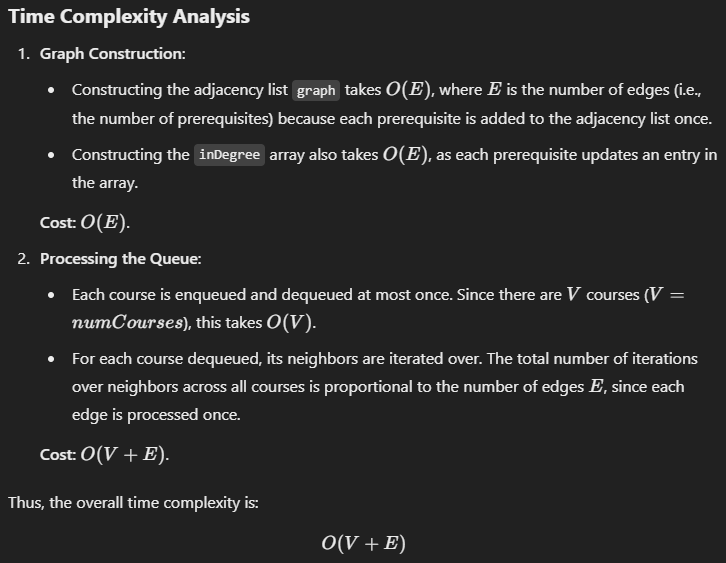 Time Complexity Analysis
1. Graph Construction:
• Constructing the adjacency list graph takes O(E), where E is the number of edges (i.e.,
the number of prerequisites) because each prerequisite is added to the adjacency list once.
• Constructing the inDegree array also takes O(E), as each prerequisite updates an entry in
the array.
Cost: O(E).
2. Processing the Queue:
• Each course is enqueued and dequeued at most once. Since there are V courses (V =
numCourses), this takes O(V).
• For each course dequeued, its neighbors are iterated over. The total number of iterations
over neighbors across all courses is proportional to the number of edges E, since each
edge is processed once.
Cost: O(V + E).
Thus, the overall time complexity is:
O(V + E)